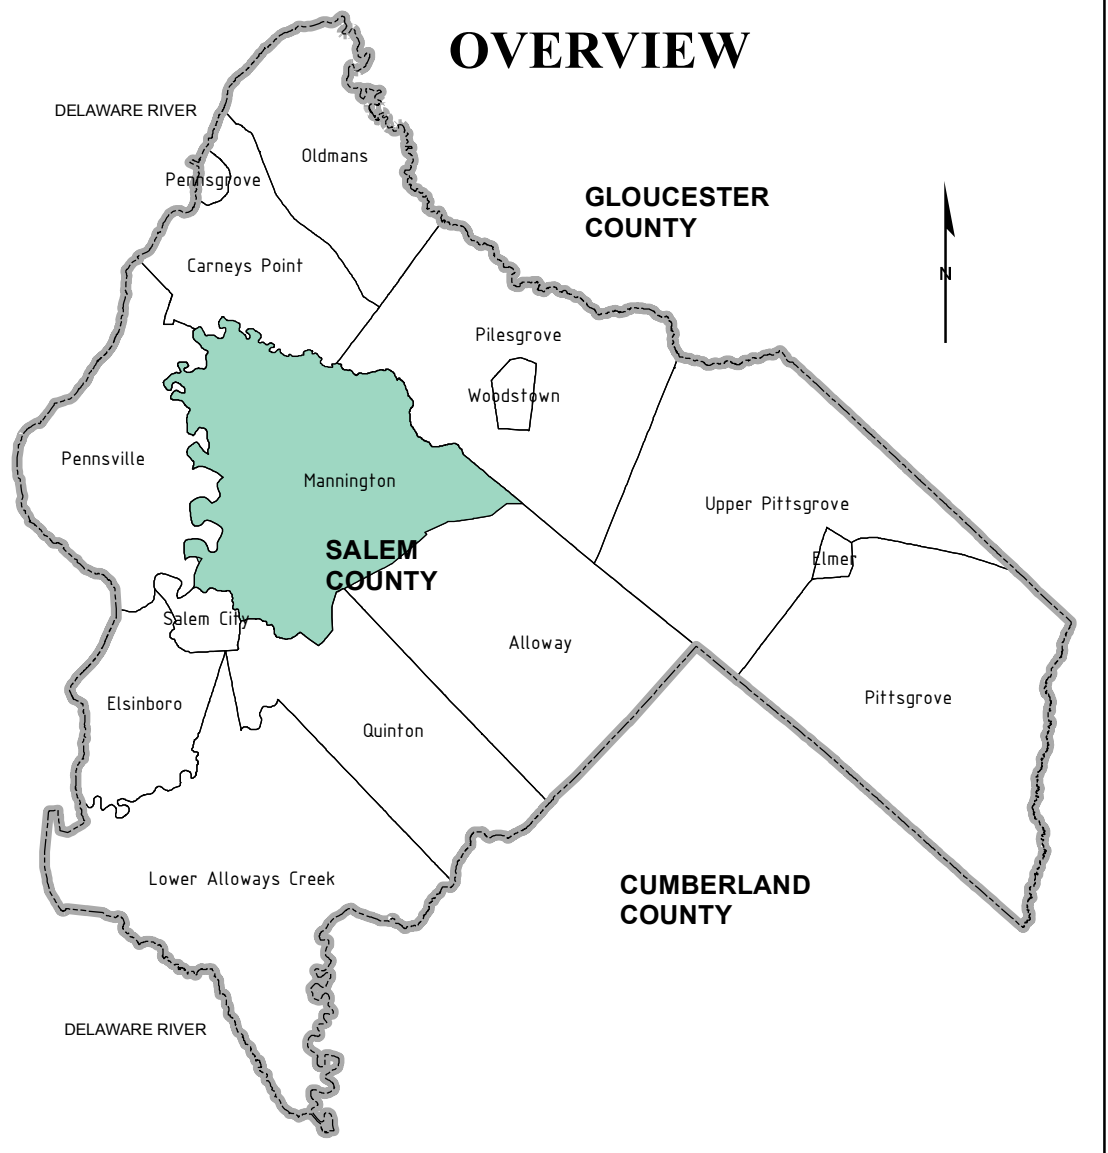 OVERVIEW
DELAWARE RIVER
Oldmans
Pennsgrove
GLOUCESTER
COUNTY
Carneys Point
N
Pilesgrove
Woodstown
Pennsville
Mannington
Upper Pittsgrove
SALEM
COUNTY
Elmer
Salem City
Alloway
Elsinboro
Pittsgrove
Quinton
Lower Alloways Creek
CUMBERLAND
COUNTY
DELAWARE RIVER